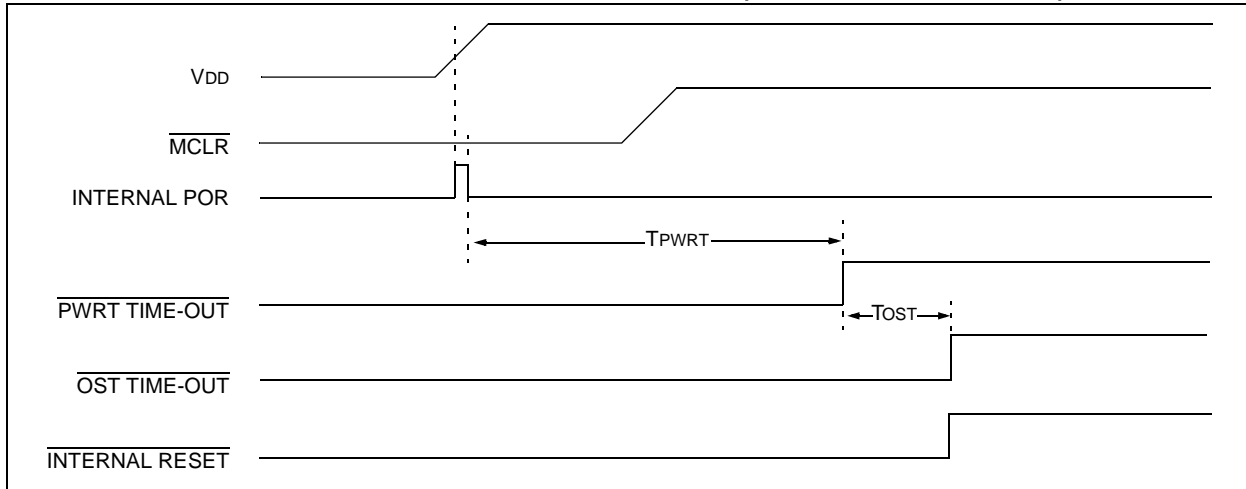 VDD
MCLR
INTERNAL POR
TPWRT
PWRT TIME-OUT
TOST
OST TIME-OUT
INTERNAL RESET